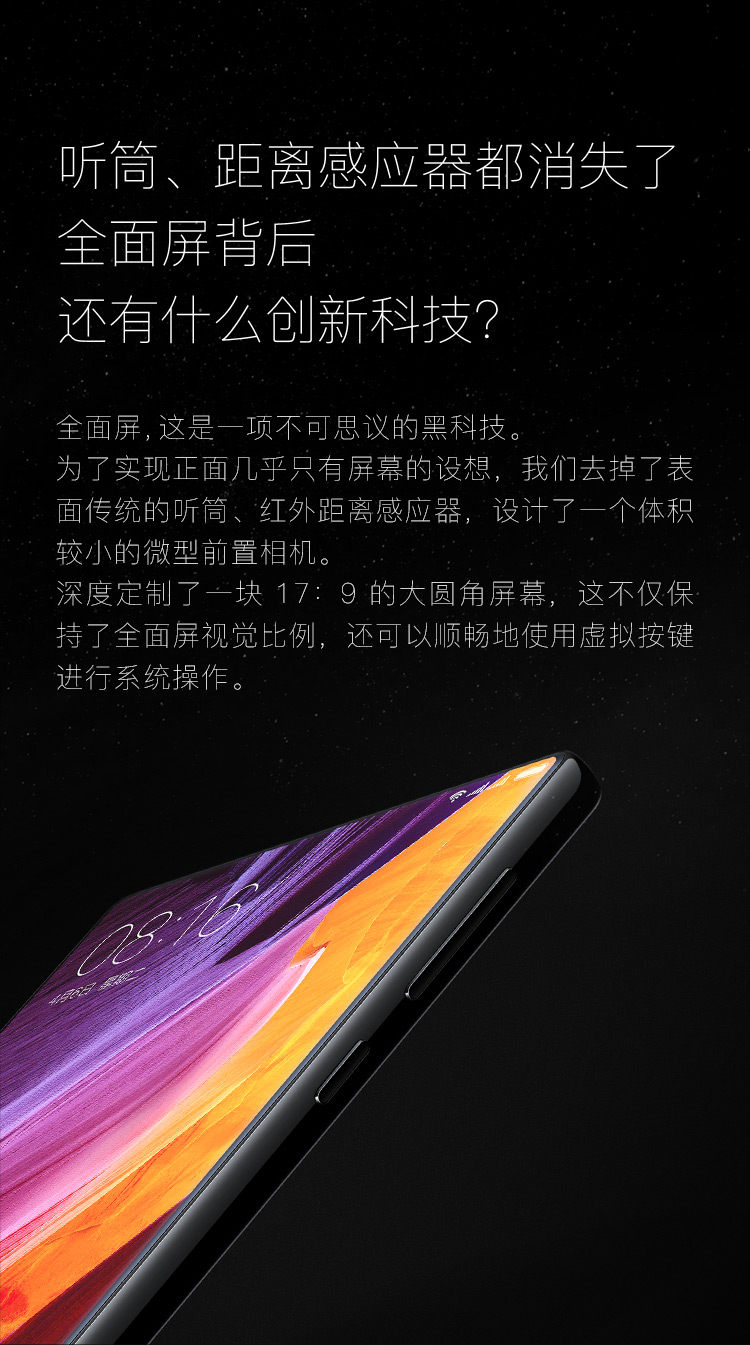 听筒、距离感应器都消失了
全面屏背后
还有什么创新科技?
全面屏,这是一项不可思议的黑科技。
为了实现正面几乎只有屏幕的设想，我们去掉了表
面传统的听筒、红外距离感应器，设计了一个体积
较小的微型前置相机。
深度定制了一块 17：9 的大圆角屏幕，这不仅保
持了全面屏视觉比例，还可以顺畅地使用虚拟按键
进行系统操作。
08:16
4月6日 星期二